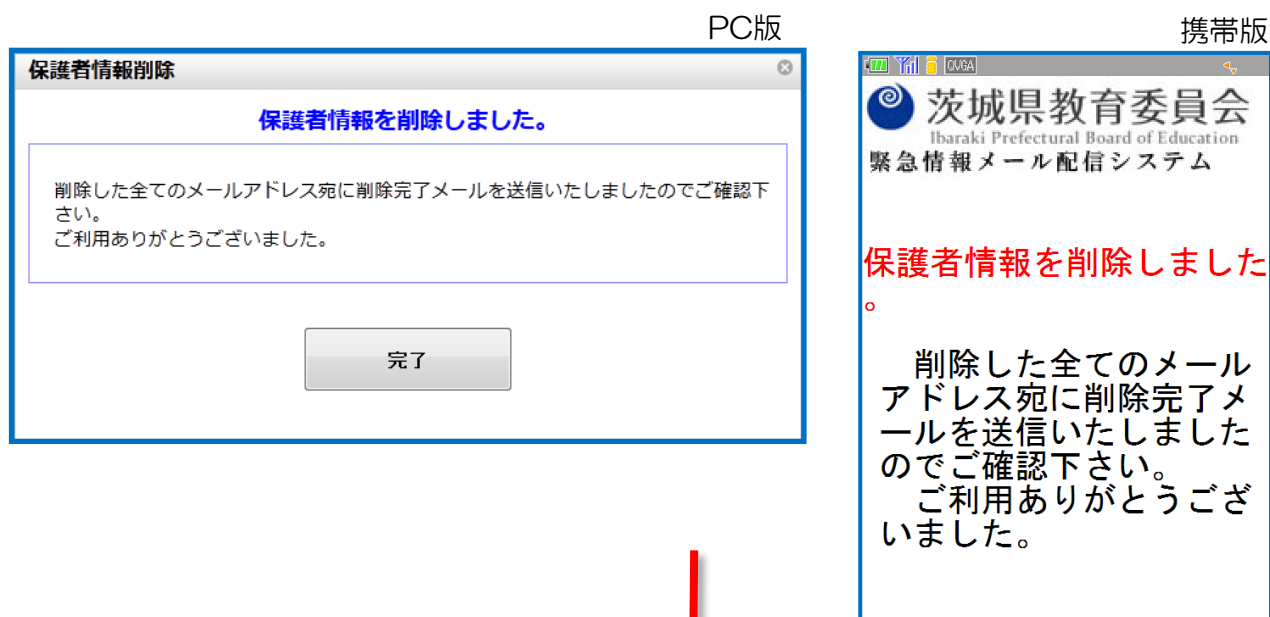 PC版
保護者情報削除
保護者情報を削除しました。
削除した全てのメールアドレス宛に削除完了メールを送信いたしましたのでご確認下
さい。
ご利用ありがとうございました。
完了
携帯版
QVGA
茨城県教育委員会
Ibaraki Prefectural Board of Education
緊急情報メール配信システム
保護者情報を削除しました
。
削除した全てのメール
アドレス宛に削除完了メ
ールを送信いたしました
のでご確認下さい。
ご利用ありがとうござ
いました。